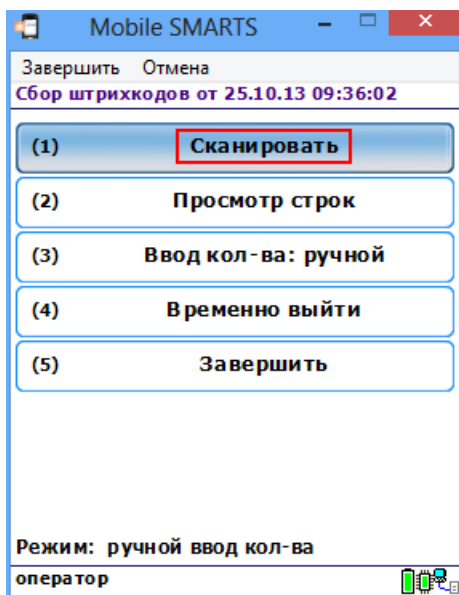 Mobile SMARTS
Завершить Отмена
Сбор штрихкодов от 25.10.13 09:36:02
(1) Сканировать
(2) Просмотр строк
(3) Ввод кол-ва: ручной
(4) Временно выйти
(5) Завершить
Режим: ручной ввод кол-ва
оператор